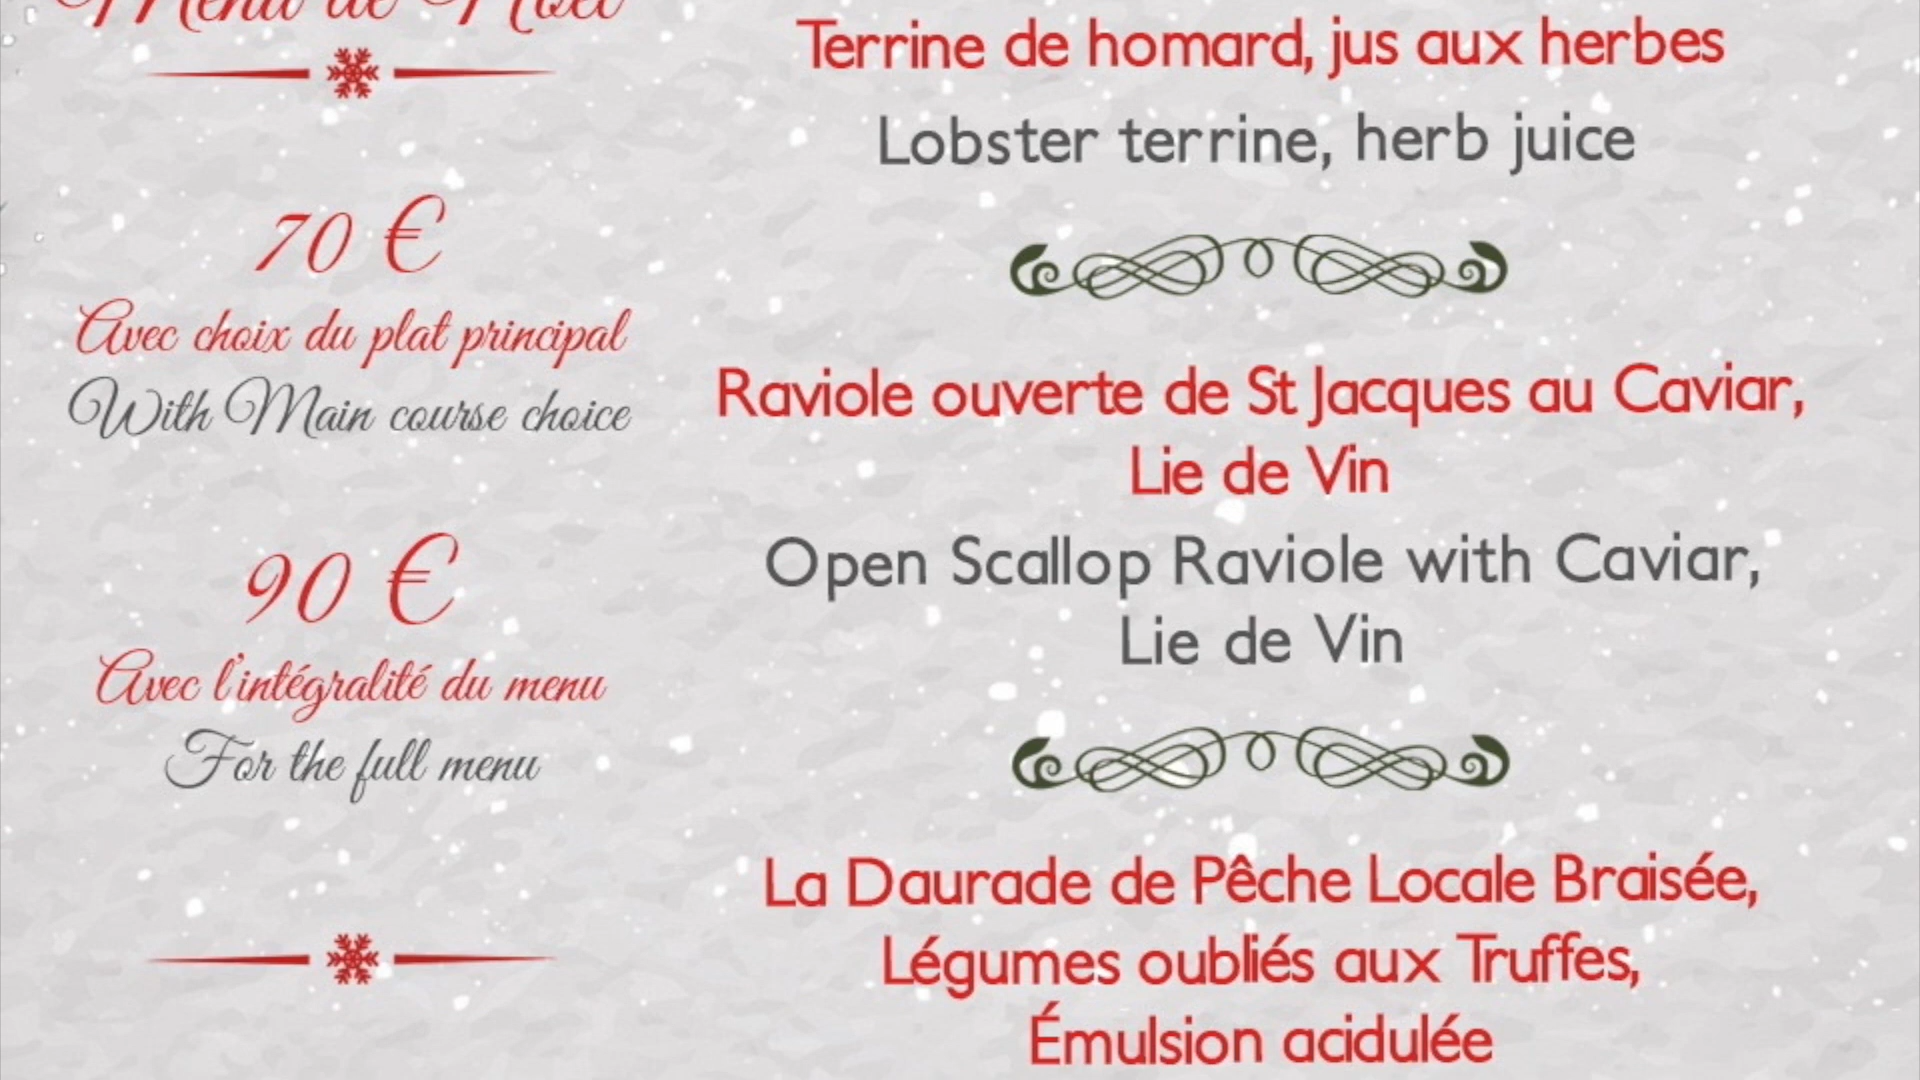 Menu de Noël
70 €
Avec choix du plat principal
With Main course choice
90 €
Avec l'intégralité du menu
For the full menu
Terrine de homard, jus aux herbes
Lobster terrine, herb juice
Raviole ouverte de St Jacques au Caviar,
Lie de Vin
Open Scallop Raviole with Caviar,
Lie de Vin
La Daurade de Pêche Locale Braisée,
Légumes oubliés aux Truffes,
Émulsion acidulée